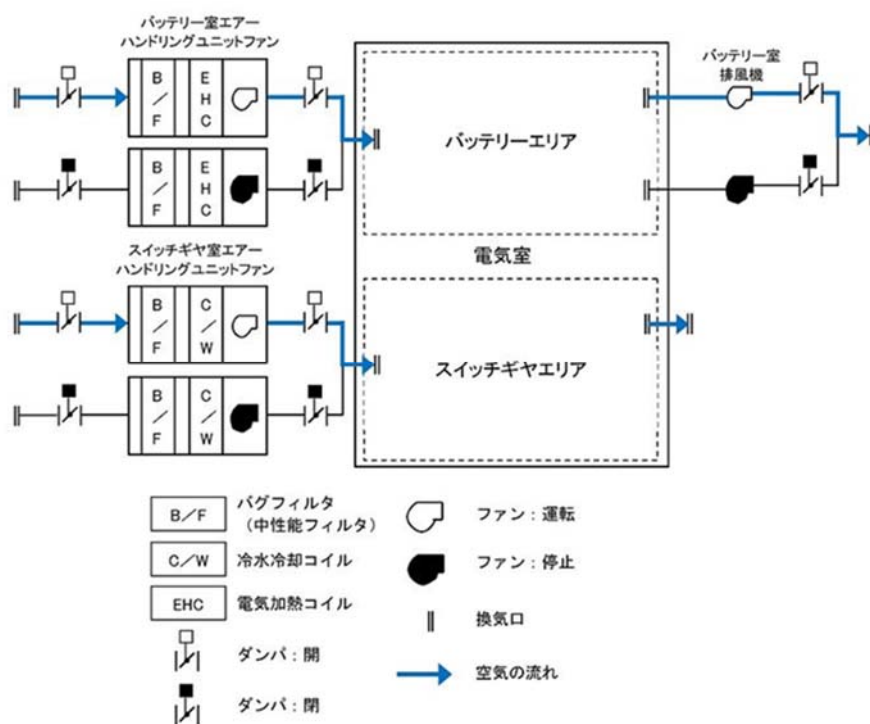 バッテリー室エアー
ハンドリングユニットファン
バッテリー室
排風機
B/F
EHC
バッテリーエリア
B/F
EHC
電気室
スイッチギヤ室エアー
ハンドリングユニットファン
B/F
C/W
スイッチギヤエリア
B/F
C/W
B/F
バグフィルタ
(中性能フィルタ)
ファン:運転
C/W
冷水冷却コイル
ファン:停止
EHC
電気加熱コイル
換気口
ダンパ:開
空気の流れ
ダンパ:閉